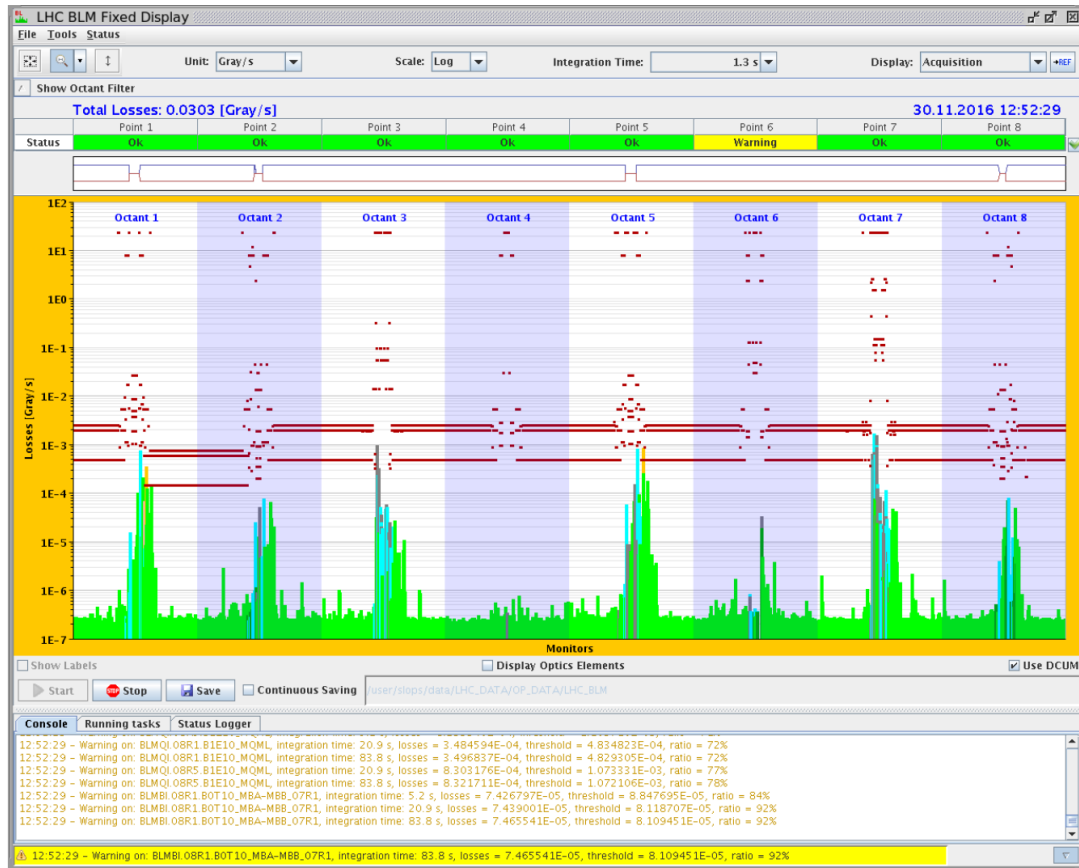 LHC BLM Fixed Display
File Tools Status
Unit: Gray/s Scale: Log Integration Time: 1.3 s Display: Acquisition →REF
Show Octant Filter
Total Losses: 0.0303 [Gray/s] 30.11.2016 12:52:29
Point 1 Point 2 Point 3 Point 4 Point 5 Point 6 Point 7 Point 8
Status Ok Ok Ok Ok Ok Warning Ok Ok
1E2
Octant 1 Octant 2 Octant 3 Octant 4 Octant 5 Octant 6 Octant 7 Octant 8
1E1
1E0
1E-1
1E-2
1E-3
1E-4
1E-5
1E-6
1E-7
Losses [Gray/s]
Monitors
Show Labels Display Optics Elements Use DCUM
Start STOP Stop Save Continuous Saving /user/slops/data/LHC_DATA/OP_DATA/LHC_BLM
Console Running tasks Status Logger
12:52:29 - Warning on: BLMQI.08R1.B1E10_MQML, integration time: 20.9 s, losses = 3.484594E-04, threshold = 4.834823E-04, ratio = 72%
12:52:29 - Warning on: BLMQI.08R1.B1E10_MQML, integration time: 83.8 s, losses = 3.496837E-04, threshold = 4.829305E-04, ratio = 72%
12:52:29 - Warning on: BLMQI.08R5.B1E10_MQML, integration time: 20.9 s, losses = 8.303176E-04, threshold = 1.073331E-03, ratio = 77%
12:52:29 - Warning on: BLMQI.08R5.B1E10_MQML, integration time: 83.8 s, losses = 8.321711E-04, threshold = 1.072106E-03, ratio = 78%
12:52:29 - Warning on: BLMBI.08R1.B0T10_MBA-MBB_07R1, integration time: 5.2 s, losses = 7.426797E-05, threshold = 8.847695E-05, ratio = 84%
12:52:29 - Warning on: BLMBI.08R1.B0T10_MBA-MBB_07R1, integration time: 20.9 s, losses = 7.439001E-05, threshold = 8.118707E-05, ratio = 92%
12:52:29 - Warning on: BLMBI.08R1.B0T10_MBA-MBB_07R1, integration time: 83.8 s, losses = 7.465541E-05, threshold = 8.109451E-05, ratio = 92%
12:52:29 - Warning on: BLMBI.08R1.B0T10_MBA-MBB_07R1, integration time: 83.8 s, losses = 7.465541E-05, threshold = 8.109451E-05, ratio = 92%